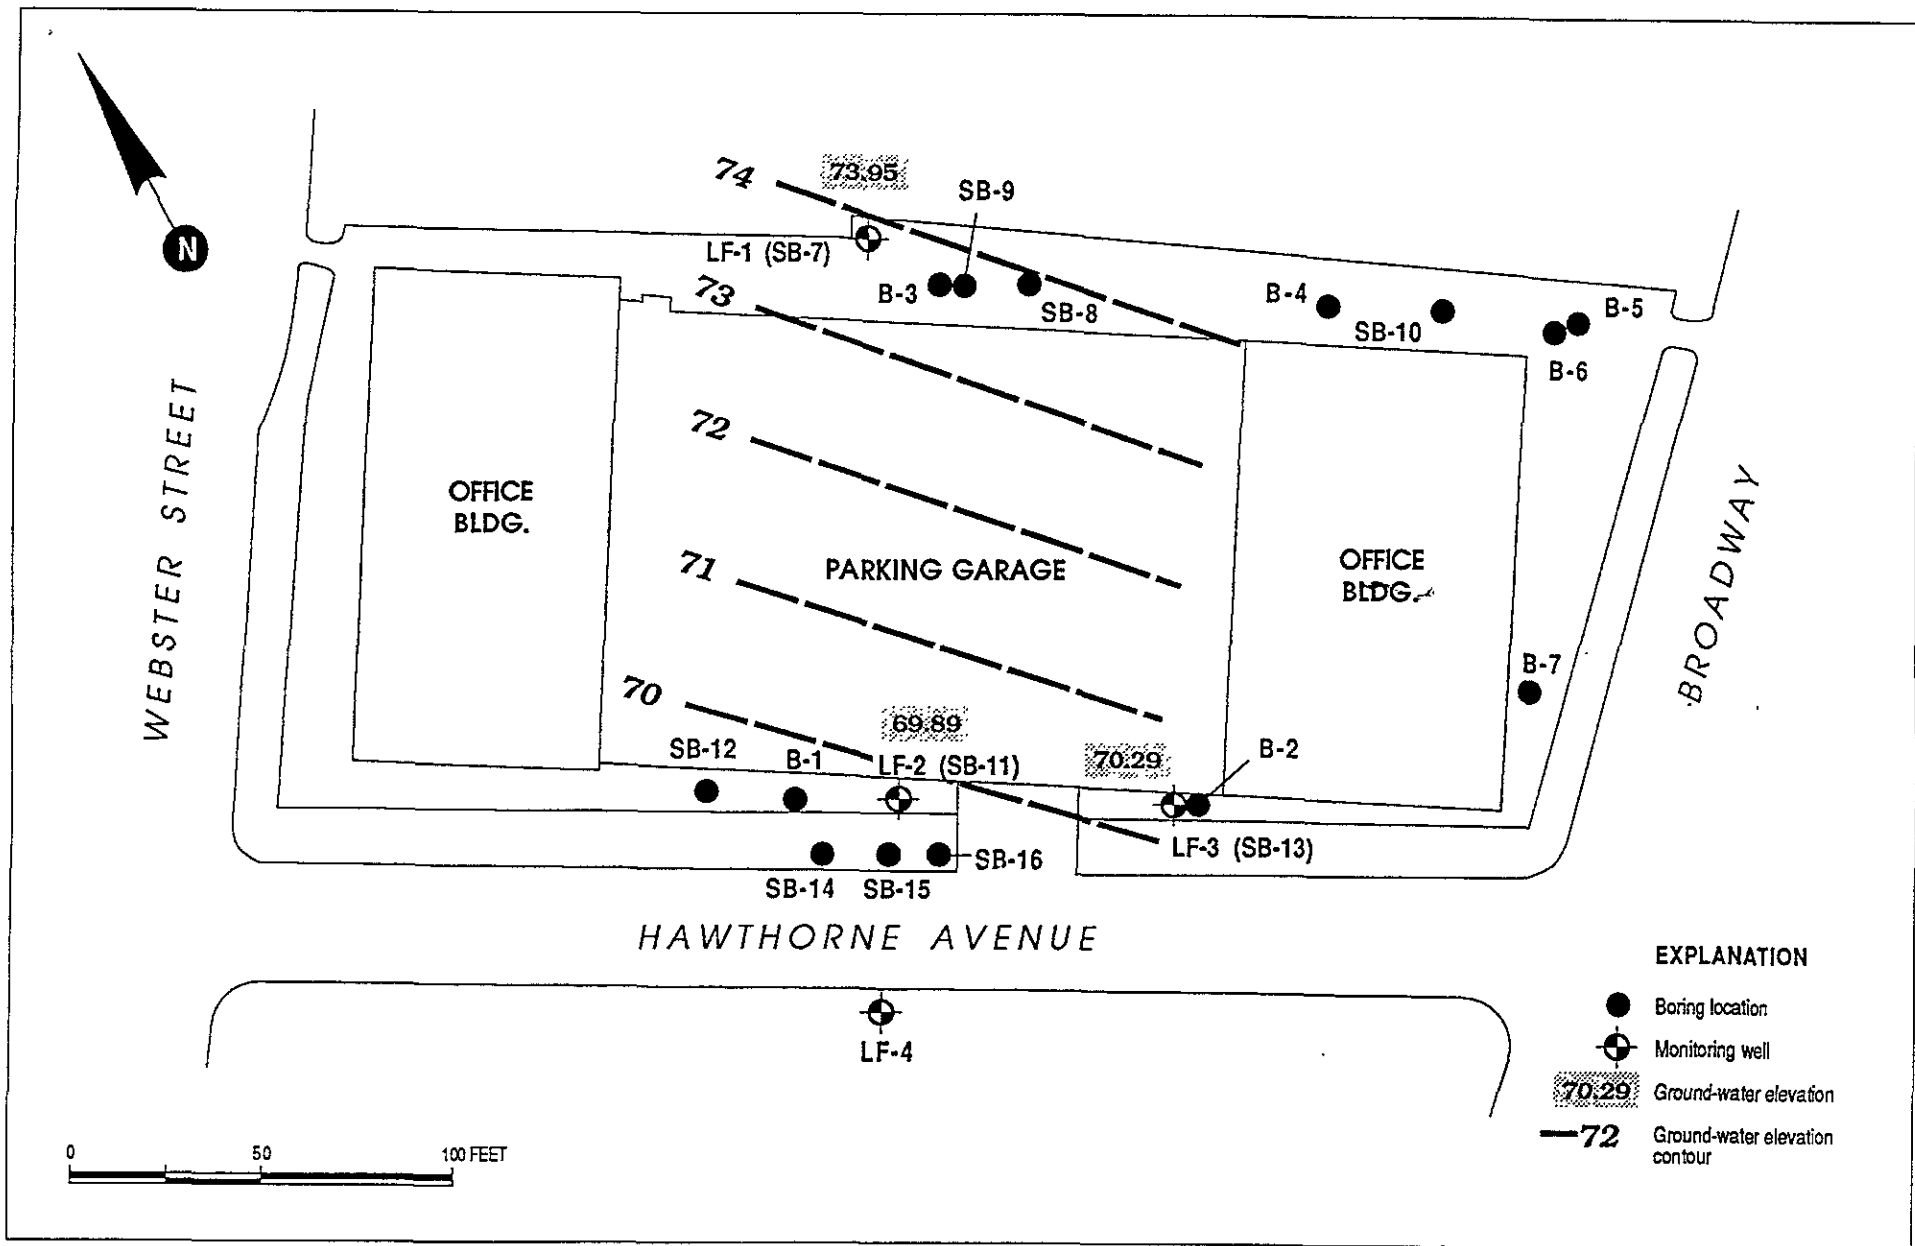 74
73.95
SB-9
N
LF-1 (SB-7)
B-3
SB-8
B-4
SB-10
B-5
B-6
73
72
71
70
WEBSTER STREET
OFFICE
BLDG.
PARKING GARAGE
OFFICE
BLDG.
BROADWAY
B-7
SB-12
B-1
69.89
LF-2 (SB-11)
70.29
B-2
LF-3 (SB-13)
SB-14
SB-15
SB-16
HAWTHORNE AVENUE
LF-4
EXPLANATION
Boring location
Monitoring well
70.29 Ground-water elevation
72 Ground-water elevation
contour
0 50 100 FEET